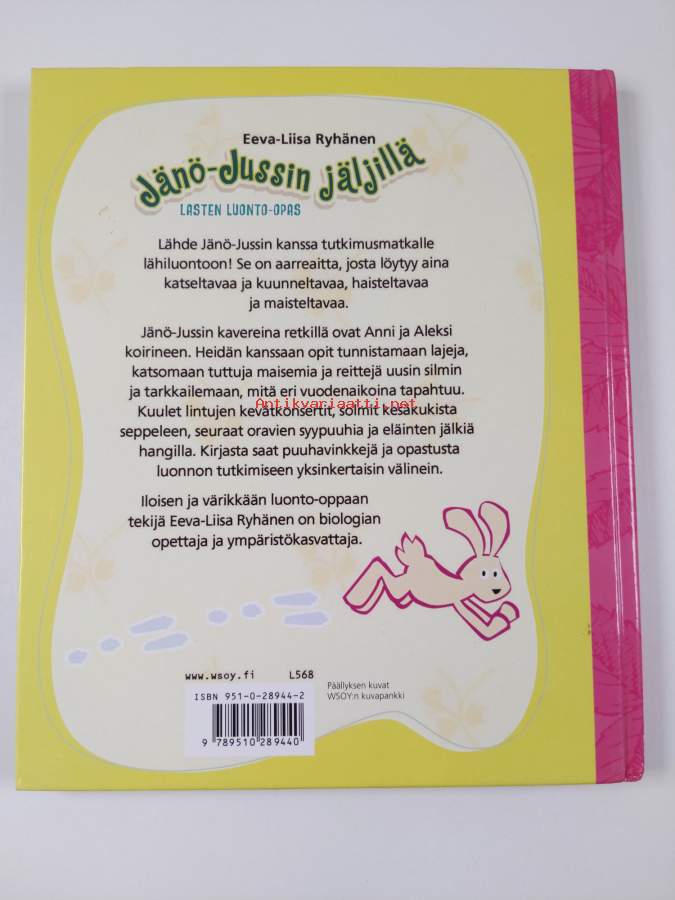 Eeva-Liisa Ryhänen
Jänö-Jussin jäljillä
LASTEN LUONTO-OPAS
Lähde Jänö-Jussin kanssa tutkimusmatkalle
lähiluontoon! Se on aarreaitta, josta löytyy aina
katseltavaa ja kuunneltavaa, haisteltavaa
ja maisteltavaa.
Jänö-Jussin kavereina retkillä ovat Anni ja Aleksi
koirineen. Heidän kanssaan opit tunnistamaan lajeja,
katsomaan tuttuja maisemia ja reittejä uusin silmin
ja tarkkailemaan, mitä eri vuodenaikoina tapahtuu.
Antikvariaatti.net
Kuulet lintujen kevätkonsertit, solmit kesäkukista
seppeleen, seuraat oravien syypuuhia ja eläinten jälkiä
hangilla. Kirjasta saat puuhavinkkejä ja opastusta
luonnon tutkimiseen yksinkertaisin välinein.
Iloisen ja värikkään luonto-oppaan
tekijä Eeva-Liisa Ryhänen on biologian
opettaja ja ympäristökasvattaja.
www.wsoy.fi L568
ISBN 951-0-28944-2
9 789510 289440
Päällyksen kuvat
WSOY:n kuvapankki